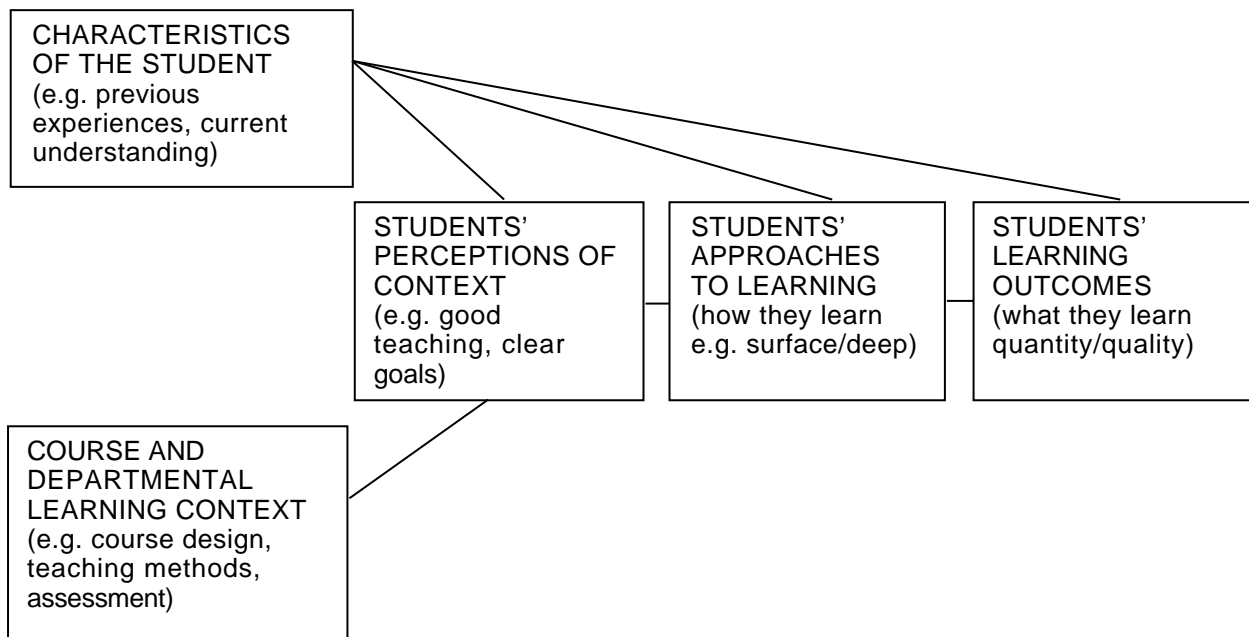 CHARACTERISTICS
OF THE STUDENT
(e.g. previous
experiences, current
understanding)
STUDENTS’
PERCEPTIONS OF
CONTEXT
(e.g. good
teaching, clear
goals)
STUDENTS’
APPROACHES
TO LEARNING
(how they learn
e.g. surface/deep)
STUDENTS’
LEARNING
OUTCOMES
(what they learn
quantity/quality)
COURSE AND
DEPARTMENTAL
LEARNING CONTEXT
(e.g. course design,
teaching methods,
assessment)